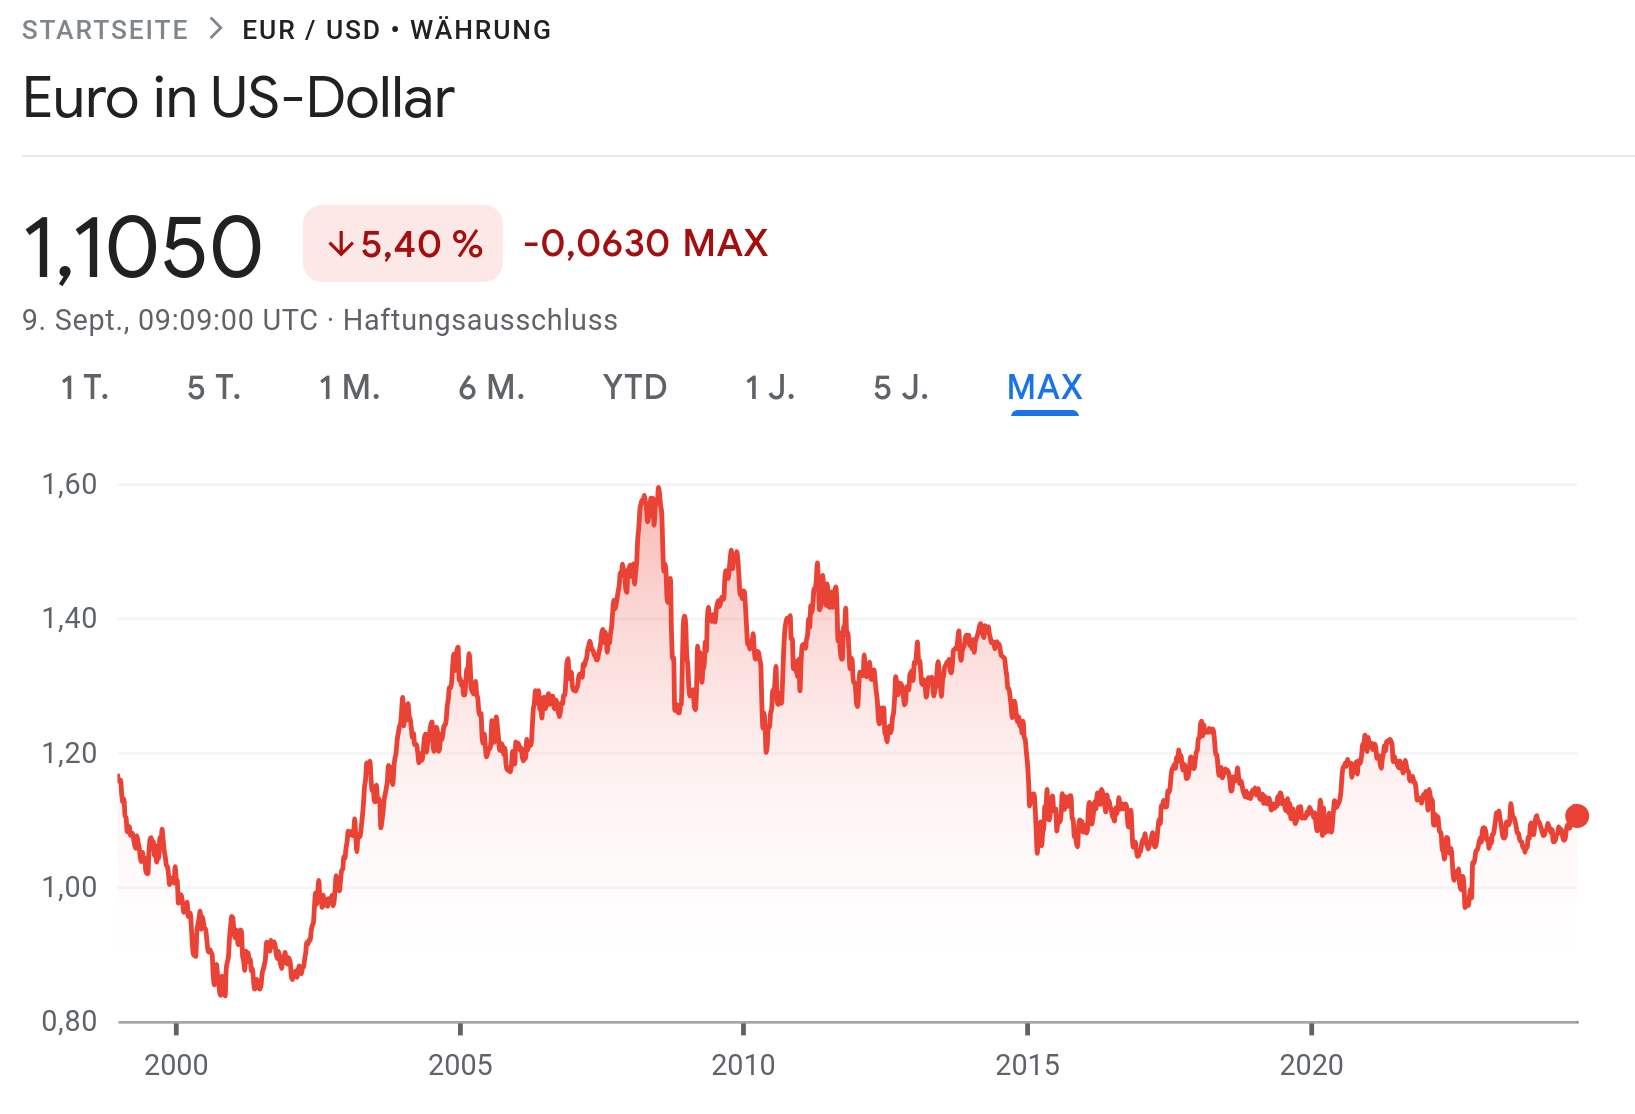 STARTSEITE > EUR / USD • WÄHRUNG
Euro in US-Dollar
1,1050 ↓5,40 % -0,0630 MAX
9. Sept., 09:09:00 UTC · Haftungsausschluss
1 T. 5 T. 1 M. 6 M. YTD 1 J. 5 J. MAX
1,60
1,40
1,20
1,00
0,80
2000 2005 2010 2015 2020